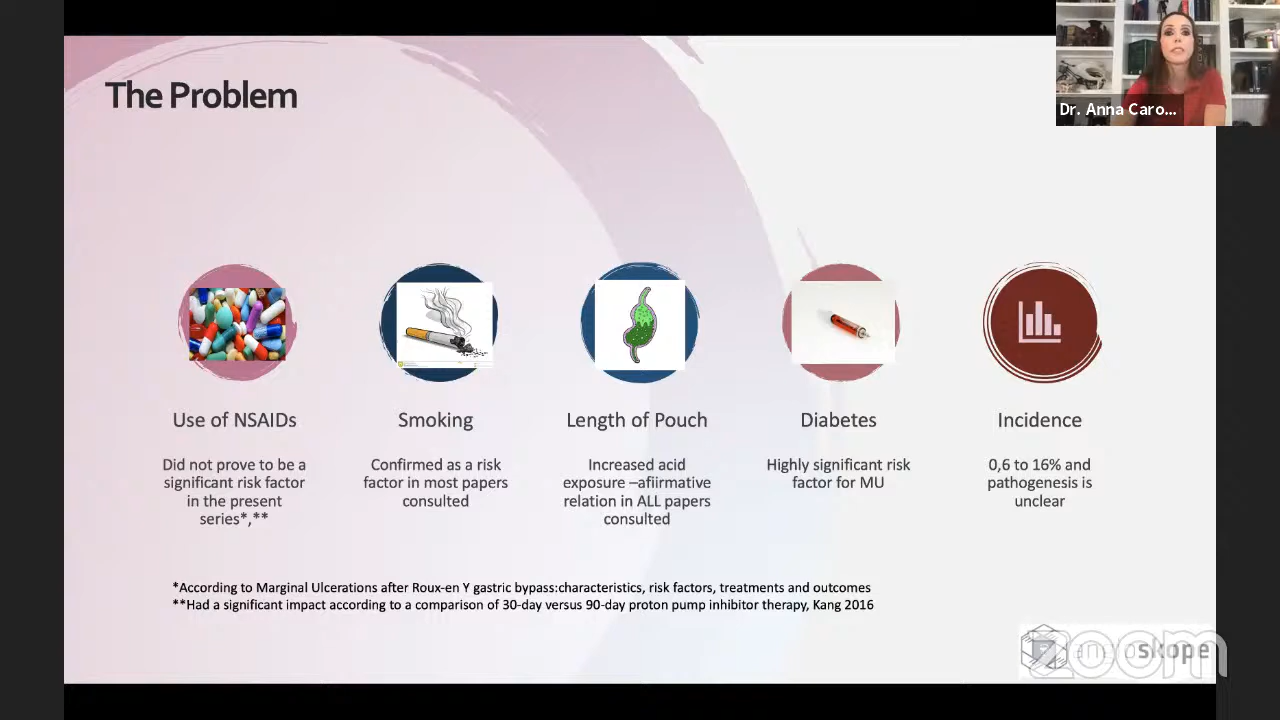 The Problem
Dr. Anna Caro...
Use of NSAIDs
Did not prove to be a
significant risk factor
in the present
series*,**
Smoking
Confirmed as a risk
factor in most papers
consulted
Length of Pouch
Increased acid
exposure –afiirmative
relation in ALL papers
consulted
Diabetes
Highly significant risk
factor for MU
Incidence
0,6 to 16% and
pathogenesis is
unclear
*According to Marginal Ulcerations after Roux-en Y gastric bypass:characteristics, risk factors, treatments and outcomes
**Had a significant impact according to a comparison of 30-day versus 90-day proton pump inhibitor therapy, Kang 2016
zoom
skope